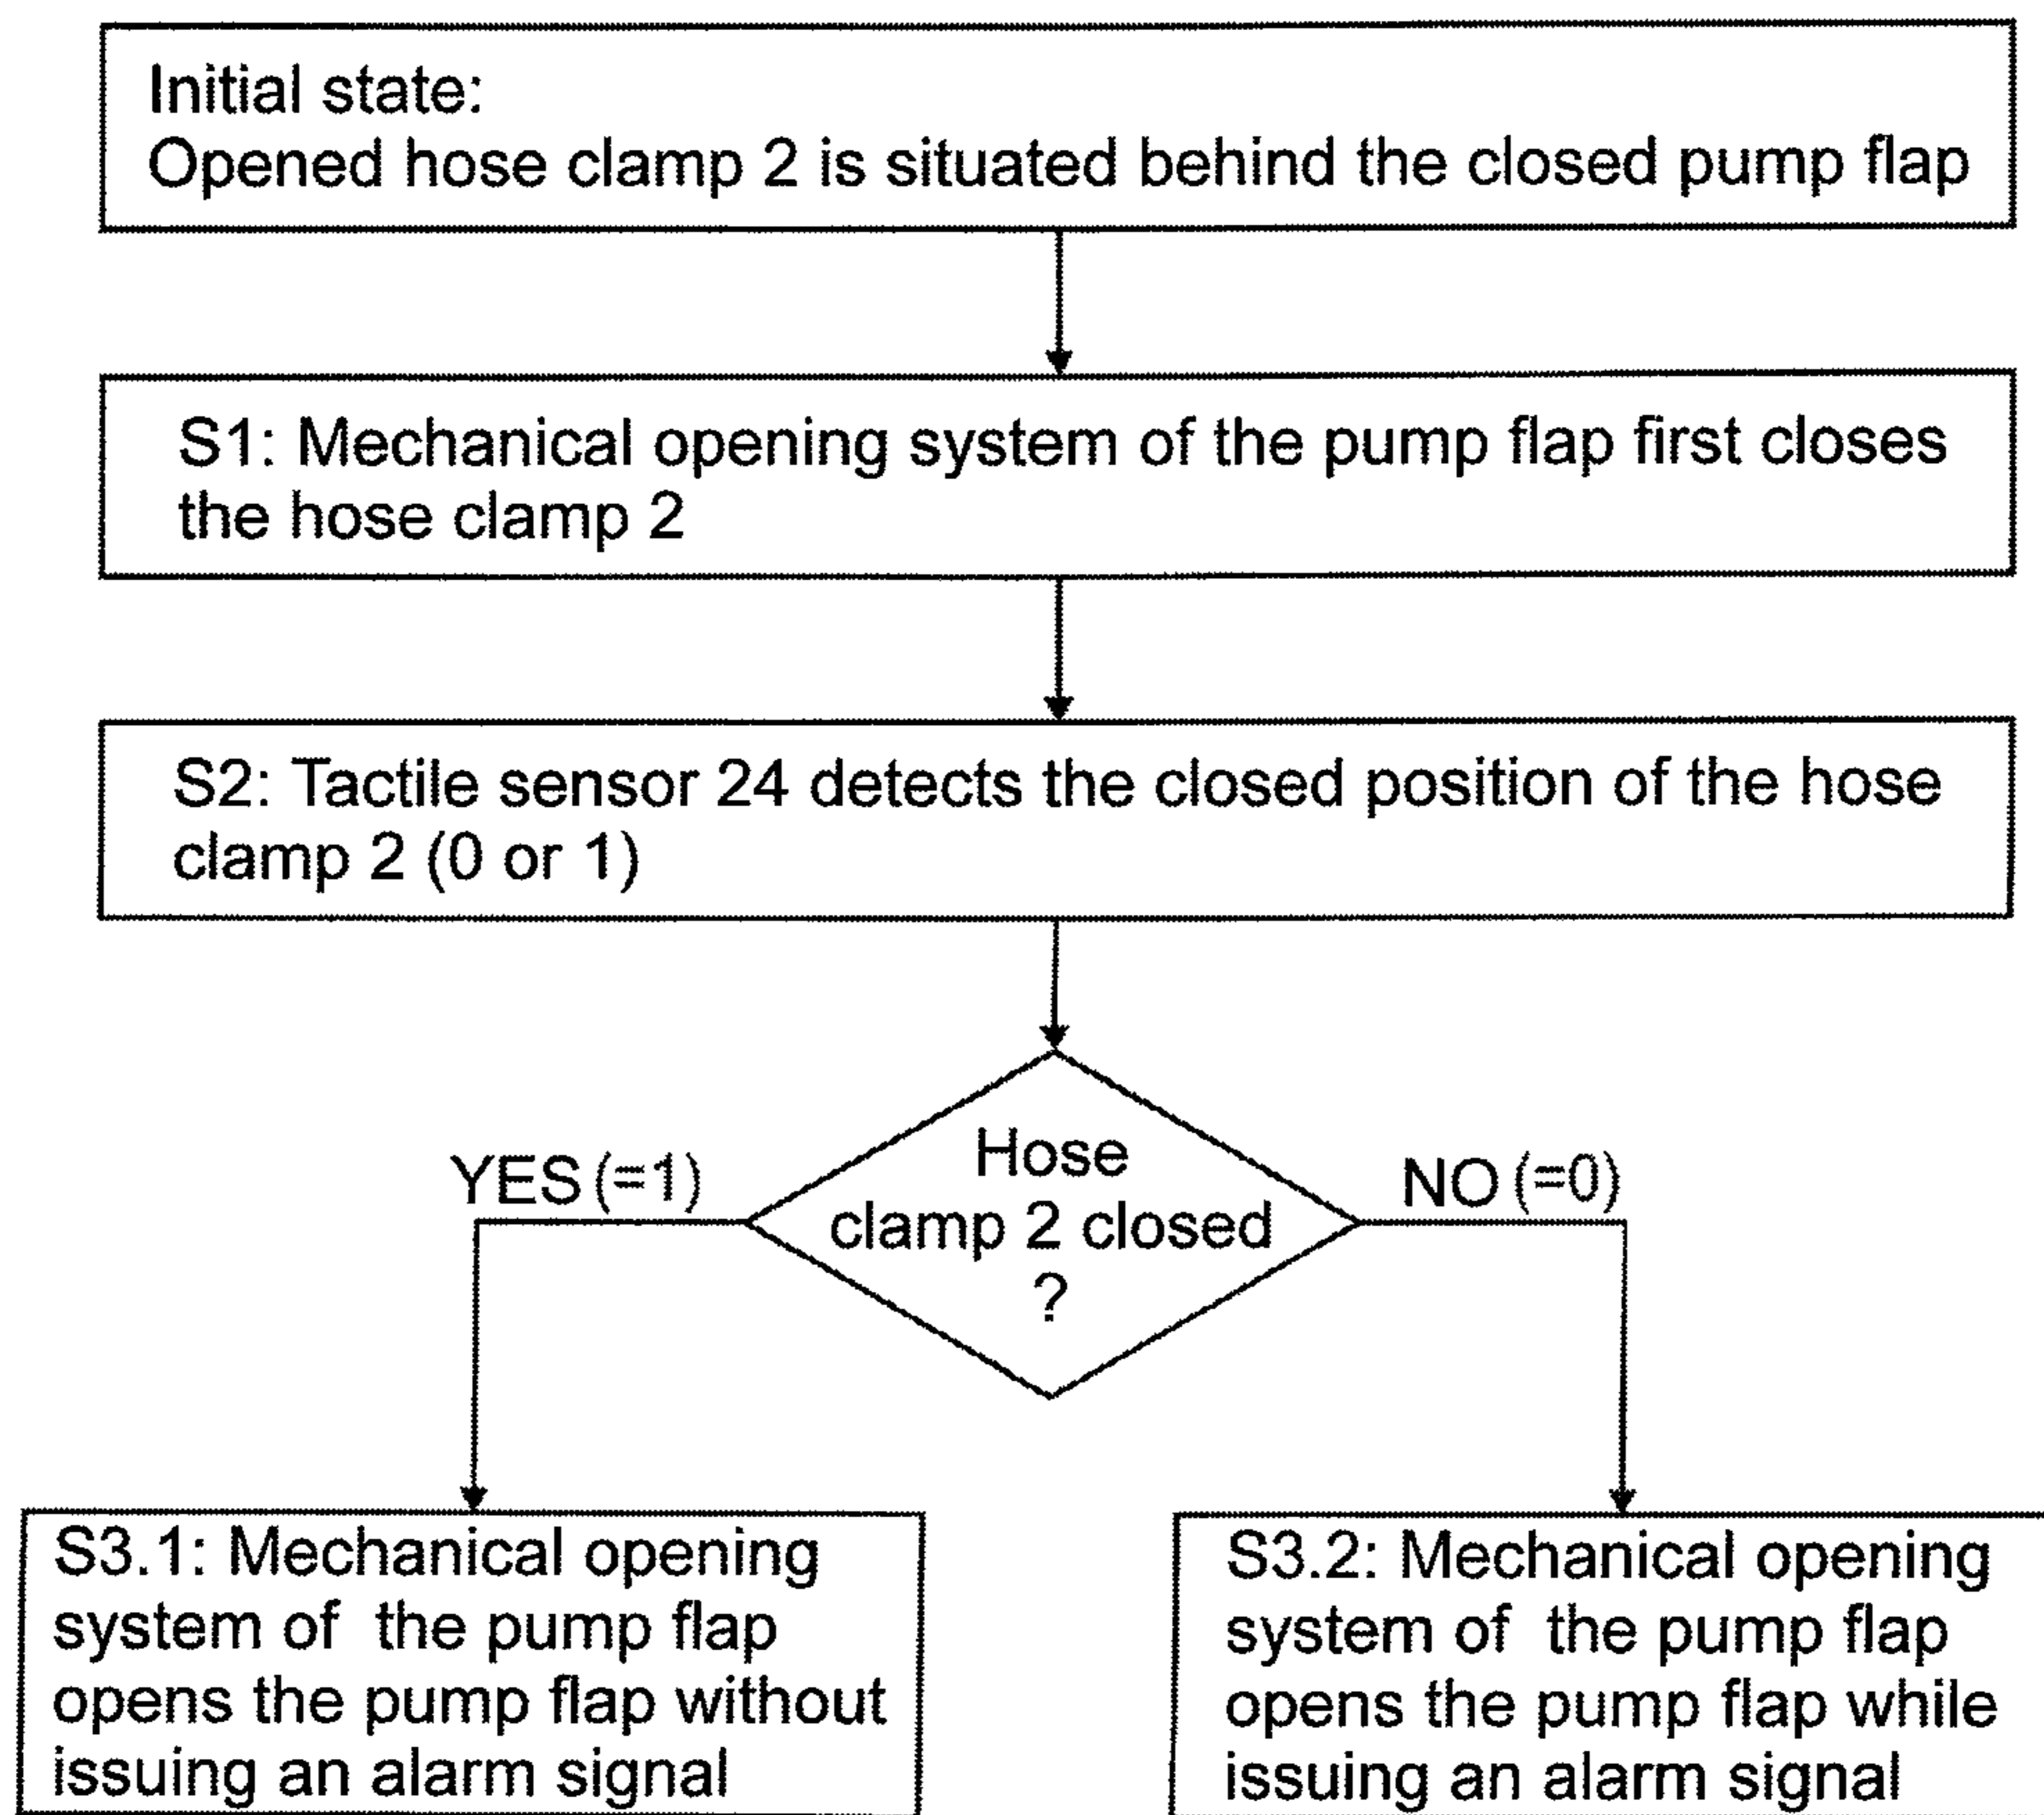 Initial state:
Opened hose clamp 2 is situated behind the closed pump flap
S1: Mechanical opening system of the pump flap first closes
the hose clamp 2
S2: Tactile sensor 24 detects the closed position of the hose
clamp 2 (0 or 1)
Hose
clamp 2 closed
?
YES (=1)
NO (=0)
S3.1: Mechanical opening
system of the pump flap
opens the pump flap without
issuing an alarm signal
S3.2: Mechanical opening
system of the pump flap
opens the pump flap while
issuing an alarm signal